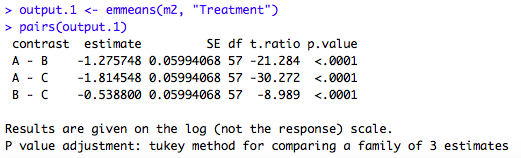 > output.1 <- emmeans(m2, "Treatment")
> pairs(output.1)
contrast estimate SE df t.ratio p.value
A - B -1.275748 0.05994068 57 -21.284 <.0001
A - C -1.814548 0.05994068 57 -30.272 <.0001
B - C -0.538800 0.05994068 57 -8.989 <.0001
Results are given on the log (not the response) scale.
P value adjustment: tukey method for comparing a family of 3 estimates